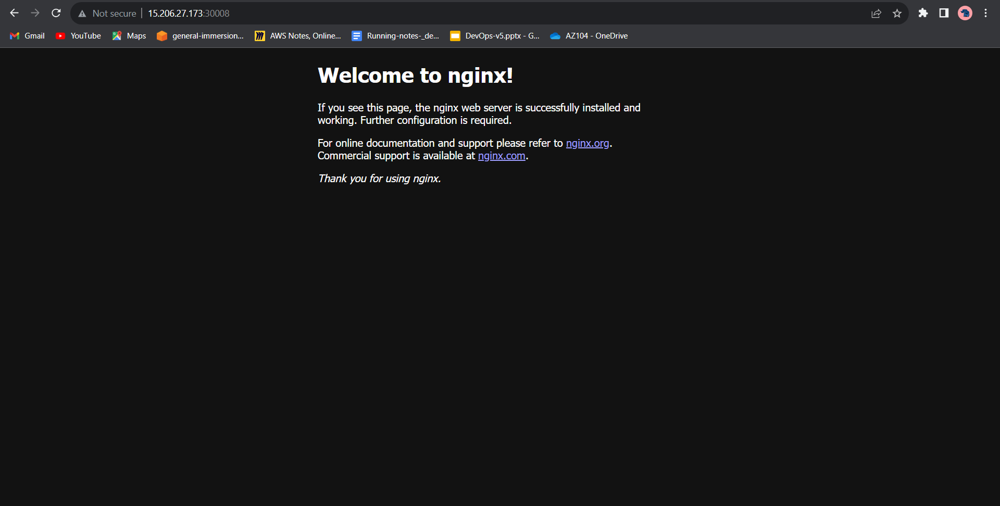 Not secure | 15.206.27.173:30008
Gmail YouTube Maps general-immersion... AWS Notes, Online... Running-notes-_de... DevOps-v5.pptx - G... AZ104 - OneDrive
Welcome to nginx!
If you see this page, the nginx web server is successfully installed and
working. Further configuration is required.
For online documentation and support please refer to nginx.org.
Commercial support is available at nginx.com.
Thank you for using nginx.